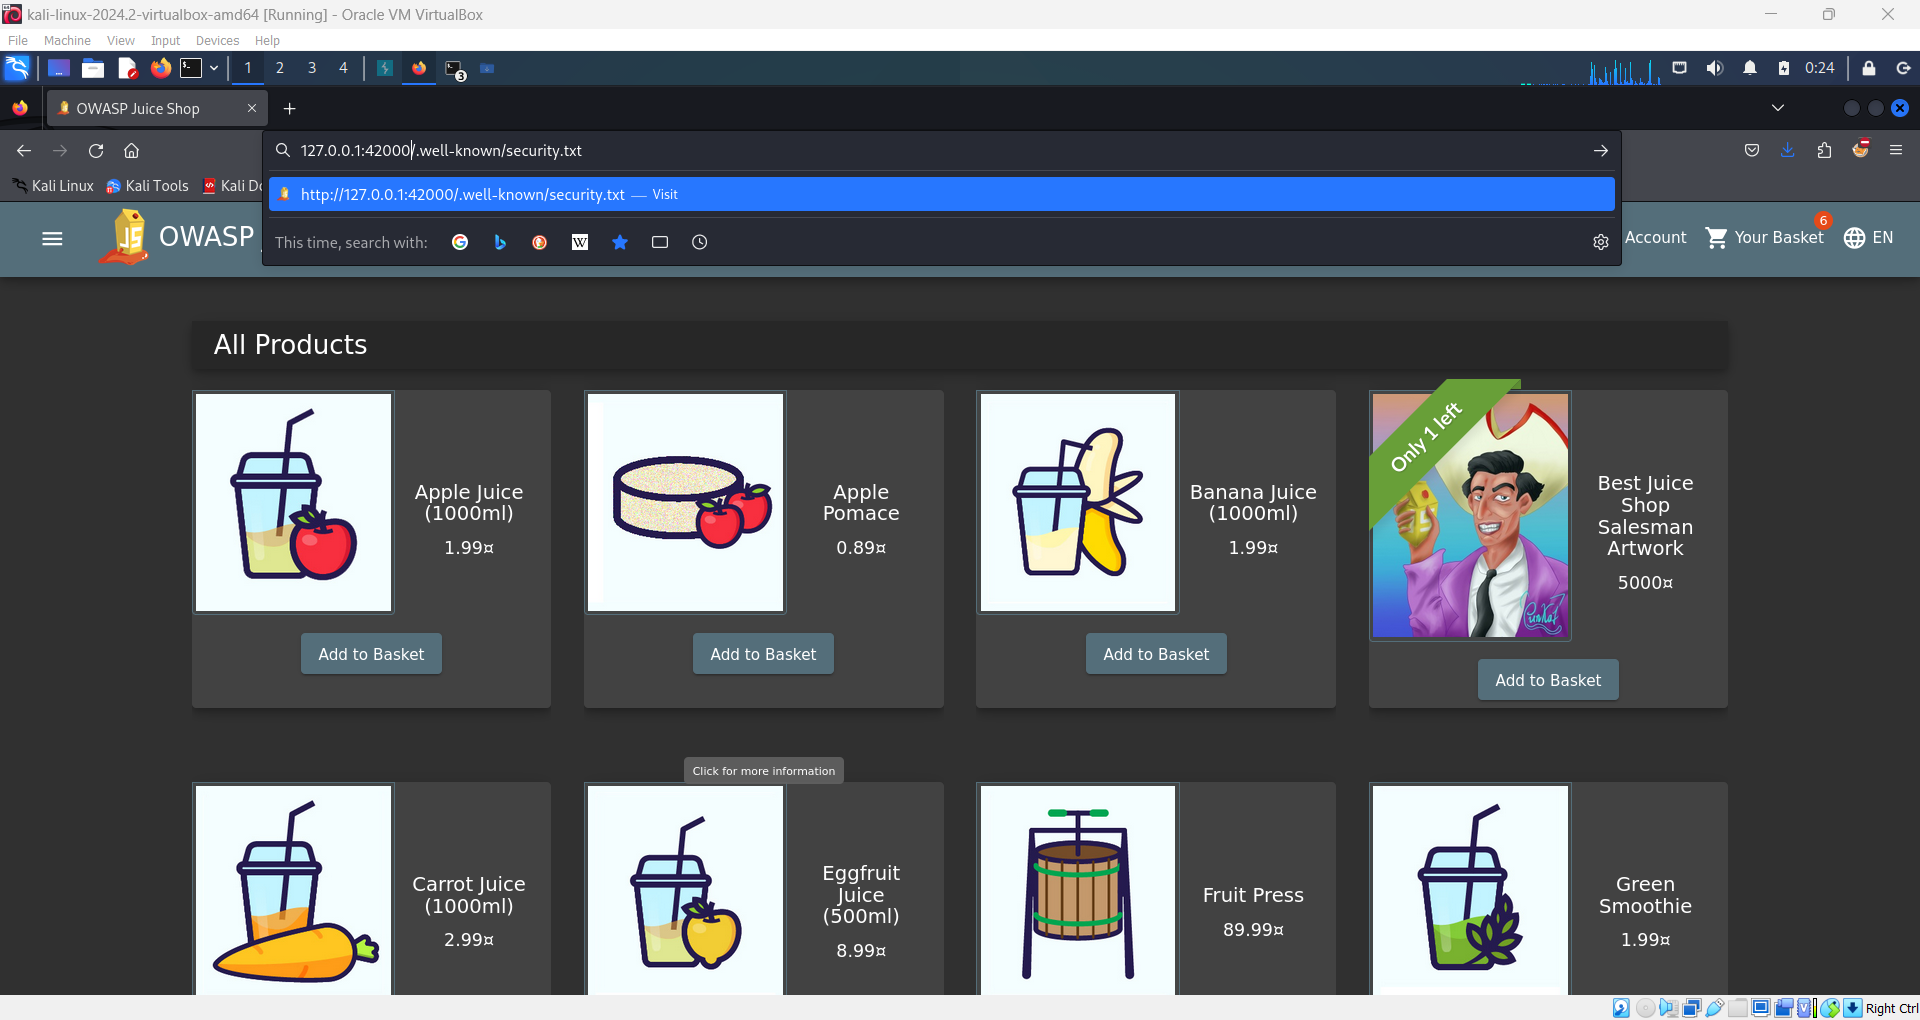 kali-linux-2024.2-virtualbox-amd64 [Running] - Oracle VM VirtualBox
File Machine View Input Devices Help
1 2 3 4 3 0:24
OWASP Juice Shop
127.0.0.1:42000/.well-known/security.txt
Kali Linux Kali Tools Kali Do
http://127.0.0.1:42000/.well-known/security.txt — Visit
This time, search with: G W
JS OWASP Account 6 Your Basket EN
All Products
Apple Juice
(1000ml)
1.99¤
Add to Basket
Apple
Pomace
0.89¤
Add to Basket
Banana Juice
(1000ml)
1.99¤
Add to Basket
Only 1 left
Best Juice
Shop
Salesman
Artwork
5000¤
Add to Basket
Click for more information
Carrot Juice
(1000ml)
2.99¤
Eggfruit
Juice
(500ml)
8.99¤
Fruit Press
89.99¤
Green
Smoothie
1.99¤
Right Ctrl